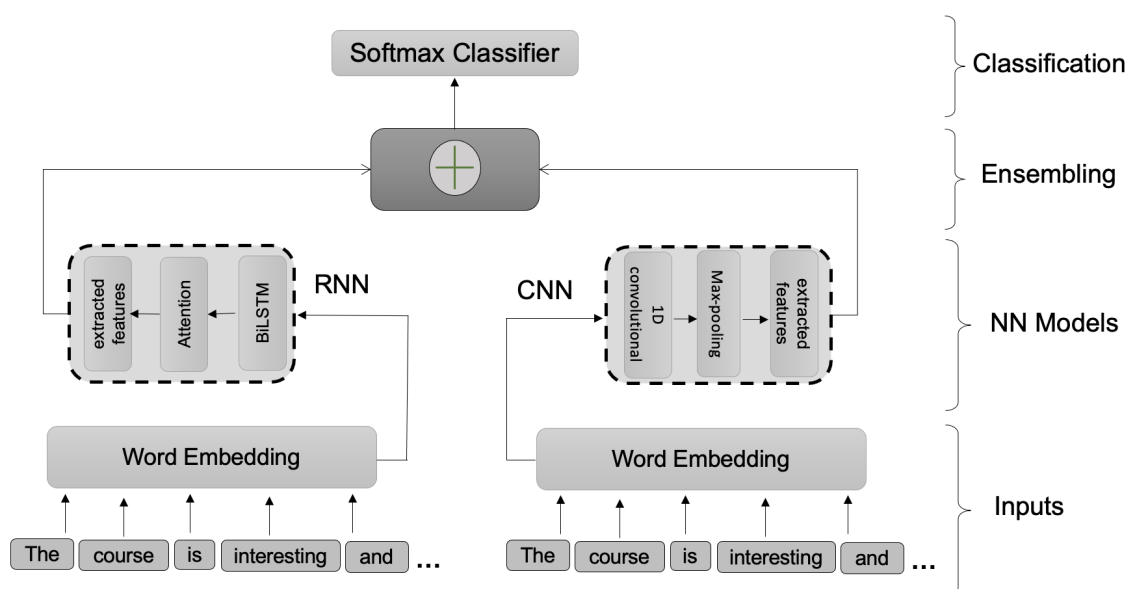 Softmax Classifier
Classification
Ensembling
extracted
features
Attention
BiLSTM
RNN
CNN
1D
convolutional
Max-pooling
extracted
features
NN Models
Word Embedding
Word Embedding
Inputs
The course is interesting and ...
The course is interesting and ...